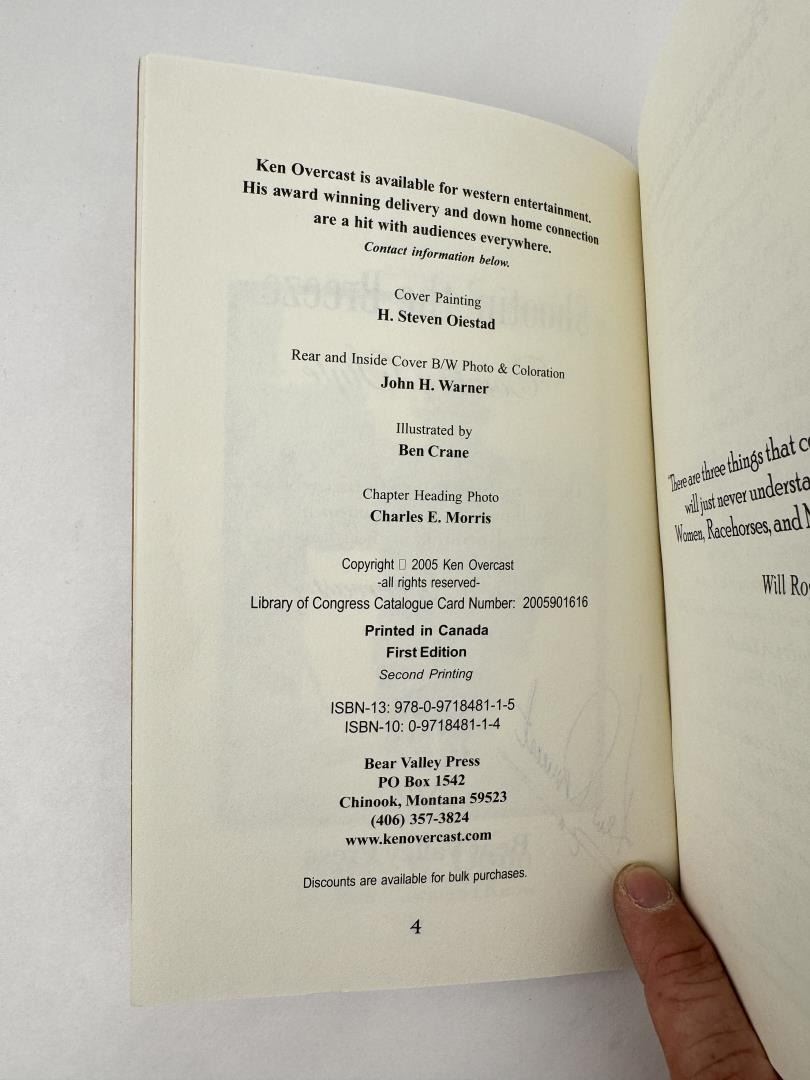 Ken Overcast is available for western entertainment.
His award winning delivery and down home connection
are a hit with audiences everywhere.
Contact information below.
Cover Painting
H. Steven Oiestad
Rear and Inside Cover B/W Photo & Coloration
John H. Warner
Illustrated by
Ben Crane
Chapter Heading Photo
Charles E. Morris
Copyright □ 2005 Ken Overcast
-all rights reserved-
Library of Congress Catalogue Card Number: 2005901616
Printed in Canada
First Edition
Second Printing
ISBN-13: 978-0-9718481-1-5
ISBN-10: 0-9718481-1-4
Bear Valley Press
PO Box 1542
Chinook, Montana 59523
(406) 357-3824
www.kenovercast.com
Discounts are available for bulk purchases.
4
"There are three things that
will just never
Women, Racehorses, and
Will